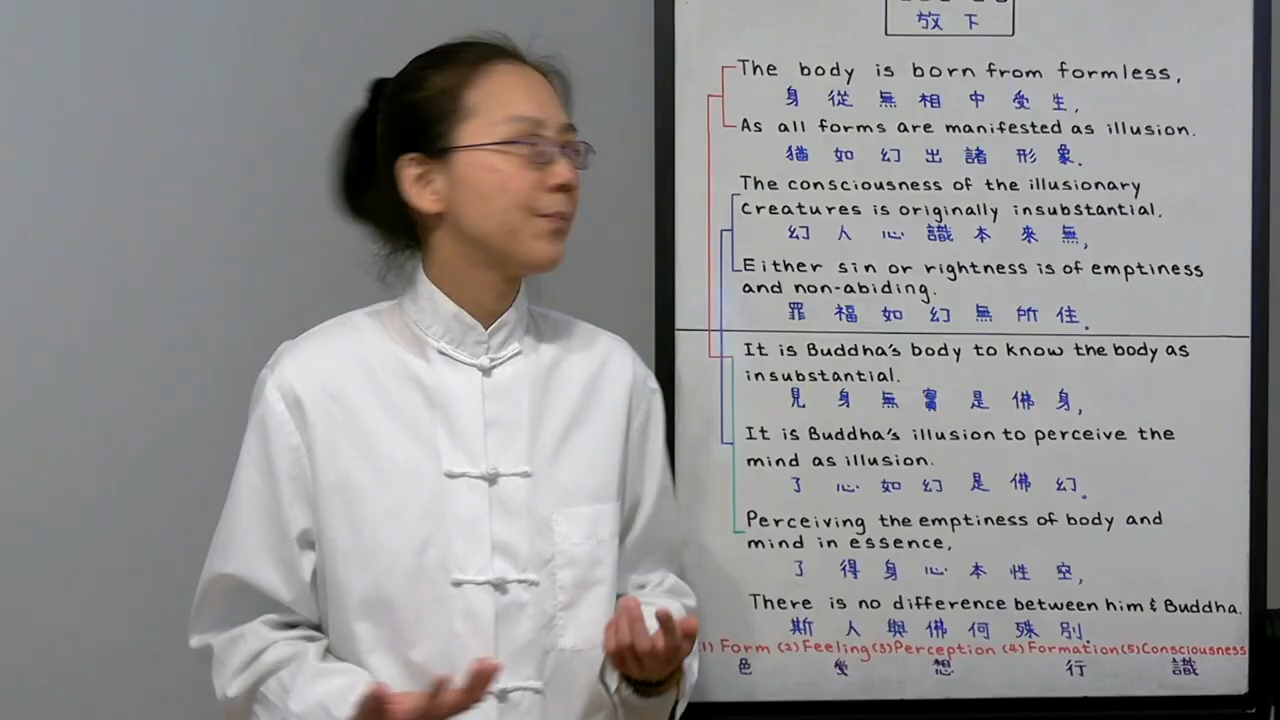 放下
The body is born from formless,
身從無相中受生,
As all forms are manifested as illusion.
猶如幻出諸形象.
The consciousness of the illusionary
creatures is originally insubstantial.
幻人心識本來無,
Either sin or rightness is of emptiness
and non-abiding.
罪福如幻無所住.
It is Buddha's body to know the body as
insubstantial.
見身無實是佛身,
It is Buddha's illusion to perceive the
mind as illusion.
了心如幻是佛幻.
Perceiving the emptiness of body and
mind in essence,
了得身心本性空,
There is no difference between him & Buddha.
斯人與佛何殊別.
(1) Form (2) Feeling (3) Perception (4) Formation (5) Consciousness
色 受 想 行 識